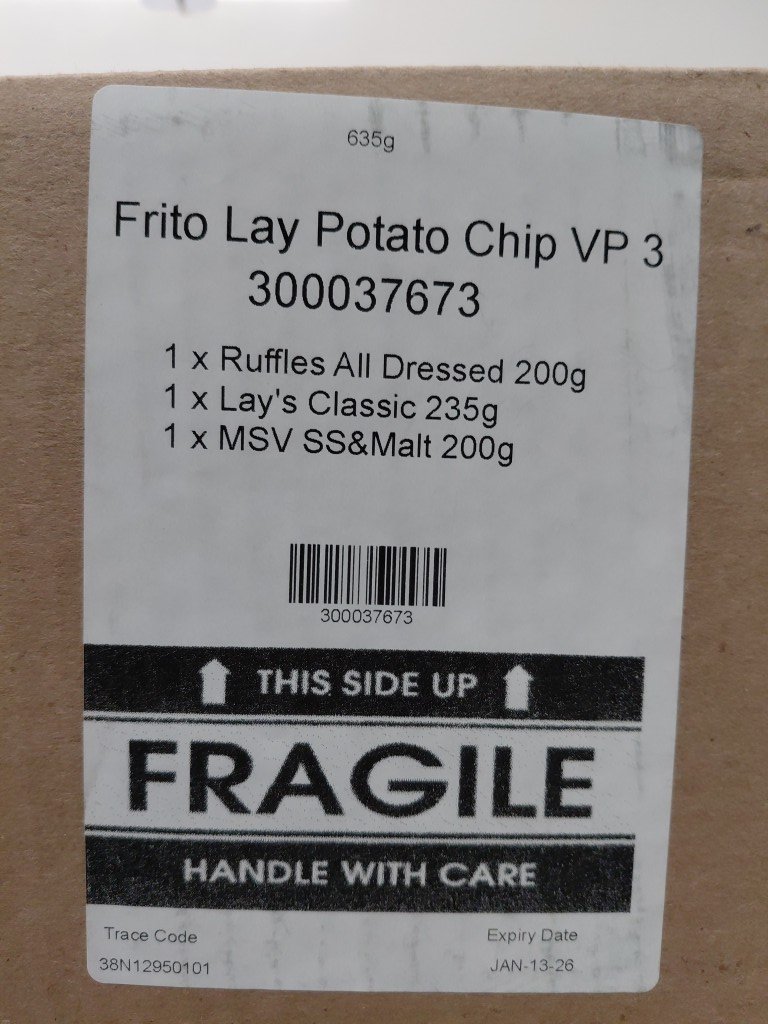 635g
Frito Lay Potato Chip VP 3
300037673
1 x Ruffles All Dressed 200g
1 x Lay's Classic 235g
1 x MSV SS&Malt 200g
300037673
THIS SIDE UP
FRAGILE
HANDLE WITH CARE
Trace Code
38N12950101
Expiry Date
JAN-13-26